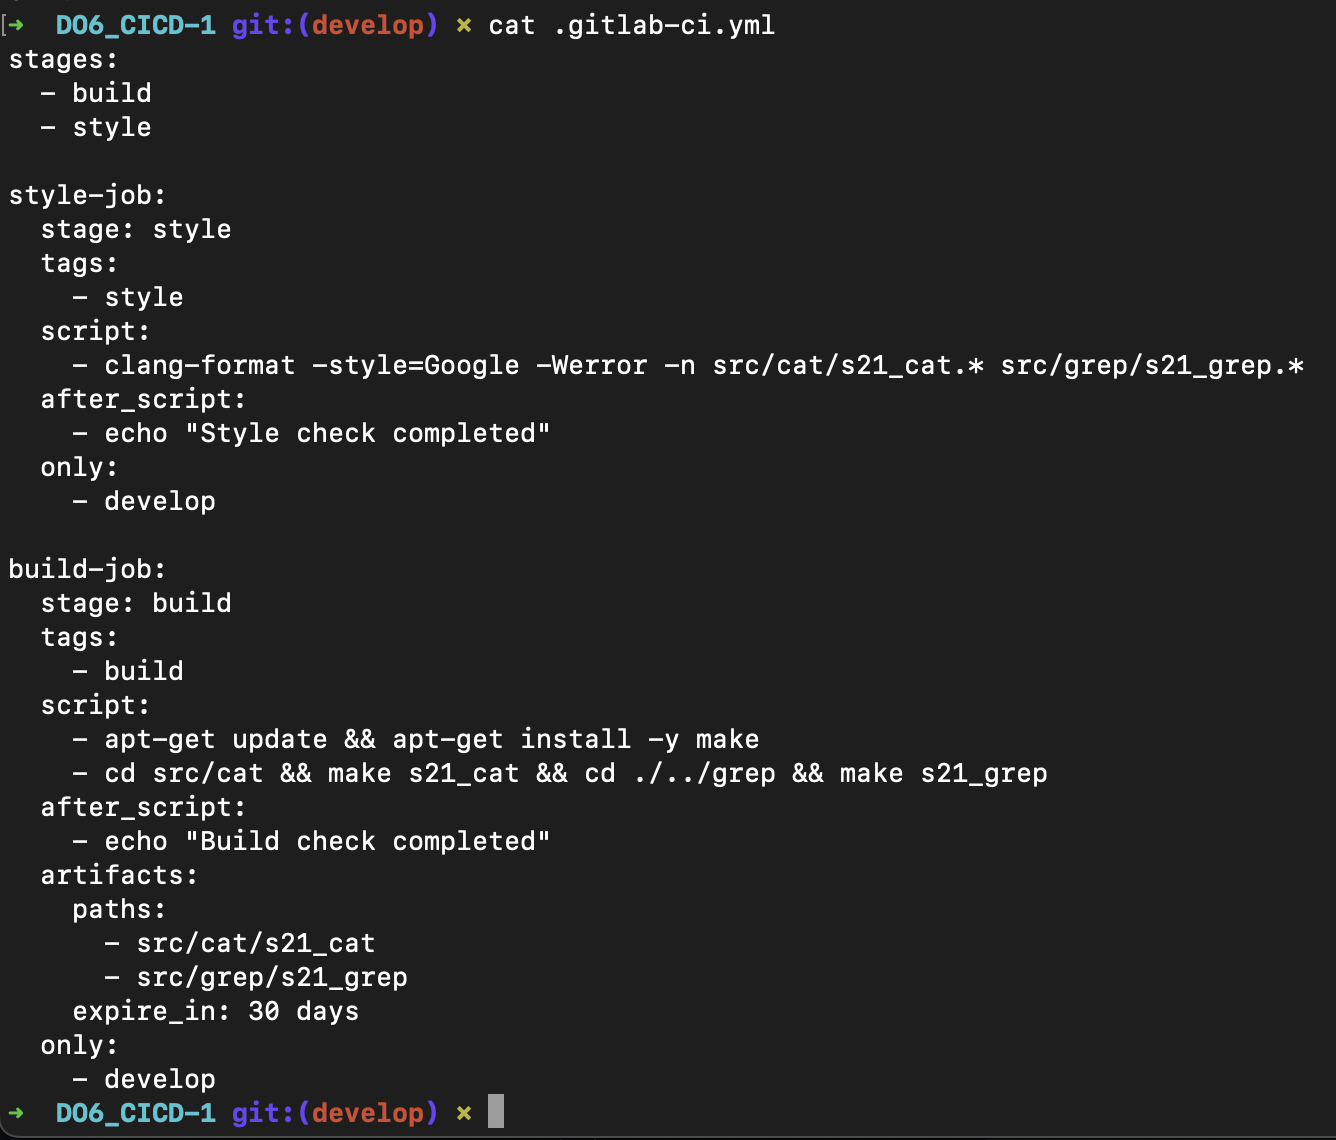 [➜  DO6_CICD-1 git:(develop) ✗ cat .gitlab-ci.yml
stages:
  - build
  - style

style-job:
  stage: style
  tags:
    - style
  script:
    - clang-format -style=Google -Werror -n src/cat/s21_cat.* src/grep/s21_grep.*
  after_script:
    - echo "Style check completed"
  only:
    - develop

build-job:
  stage: build
  tags:
    - build
  script:
    - apt-get update && apt-get install -y make
    - cd src/cat && make s21_cat && cd ./../grep && make s21_grep
  after_script:
    - echo "Build check completed"
  artifacts:
    paths:
      - src/cat/s21_cat
      - src/grep/s21_grep
    expire_in: 30 days
  only:
    - develop
➜  DO6_CICD-1 git:(develop) ✗